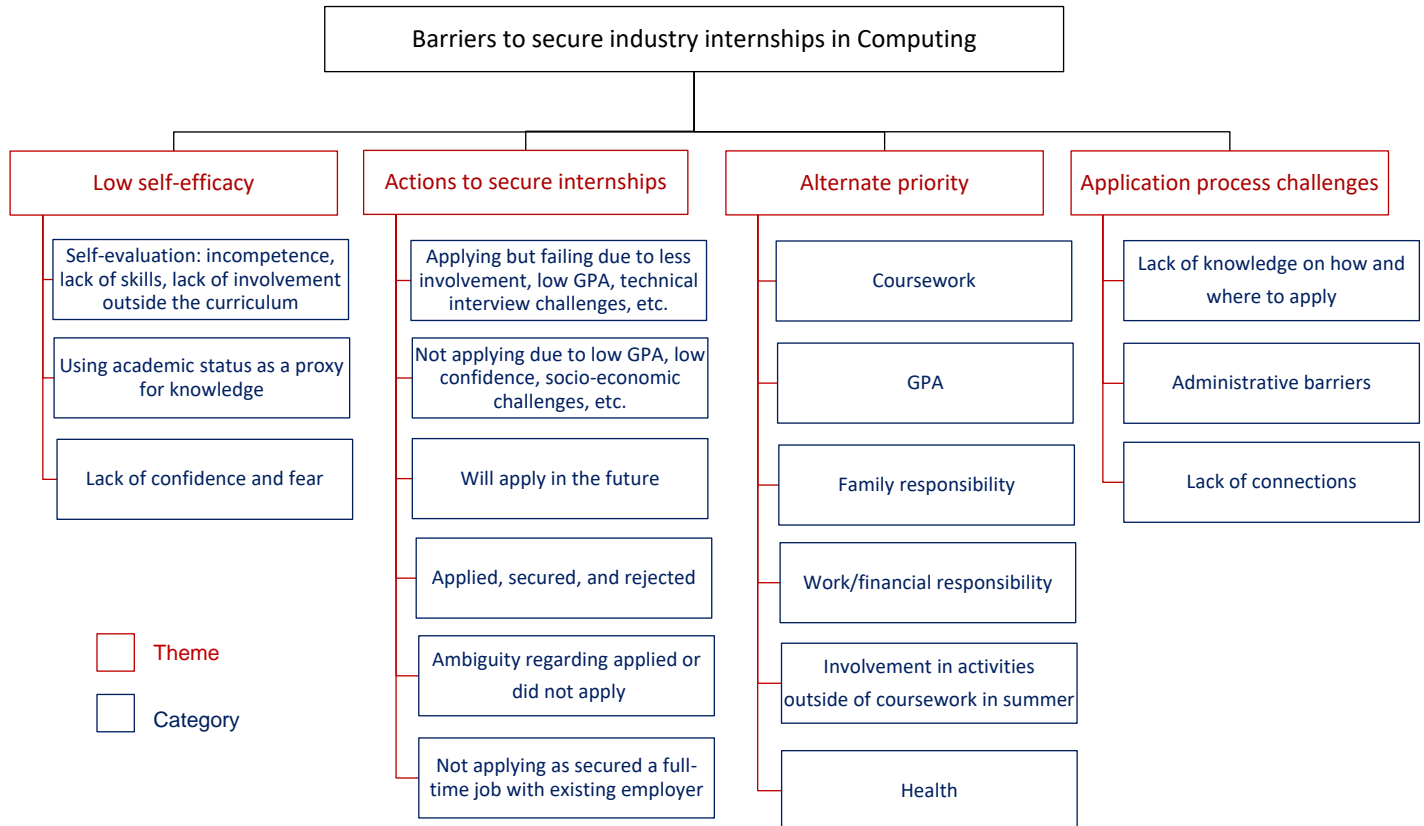 Barriers to secure industry internships in Computing
Low self-efficacy
Self-evaluation: incompetence,
lack of skills, lack of involvement
outside the curriculum
Using academic status as a proxy
for knowledge
Lack of confidence and fear
Actions to secure internships
Applying but failing due to less
involvement, low GPA, technical
interview challenges, etc.
Not applying due to low GPA, low
confidence, socio-economic
challenges, etc.
Will apply in the future
Applied, secured, and rejected
Ambiguity regarding applied or
did not apply
Not applying as secured a full-
time job with existing employer
Alternate priority
Coursework
GPA
Family responsibility
Work/financial responsibility
Involvement in activities
outside of coursework in summer
Health
Application process challenges
Lack of knowledge on how and
where to apply
Administrative barriers
Lack of connections
Theme
Category